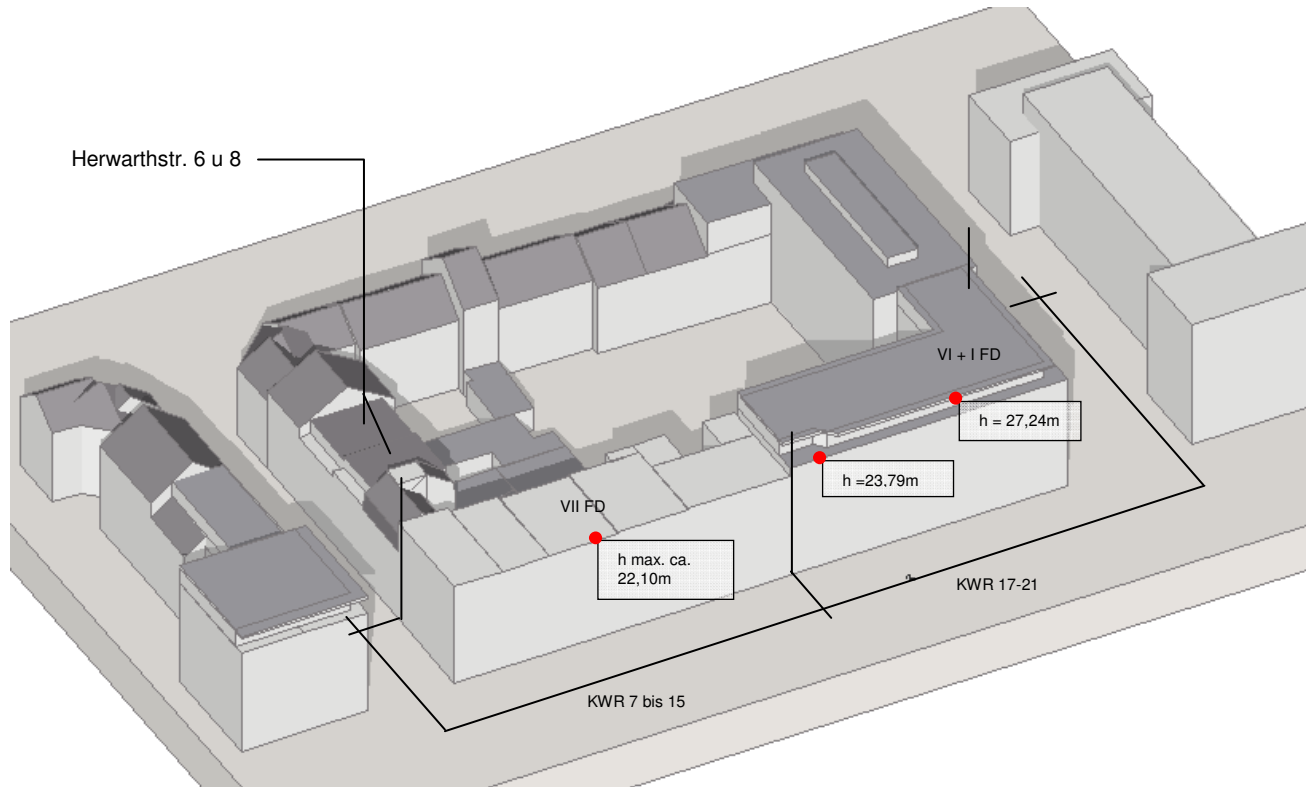 Herwarthstr. 6 u 8
VI + I FD
h = 27,24m
h =23,79m
VII FD
h max. ca.
22,10m
KWR 17-21
KWR 7 bis 15